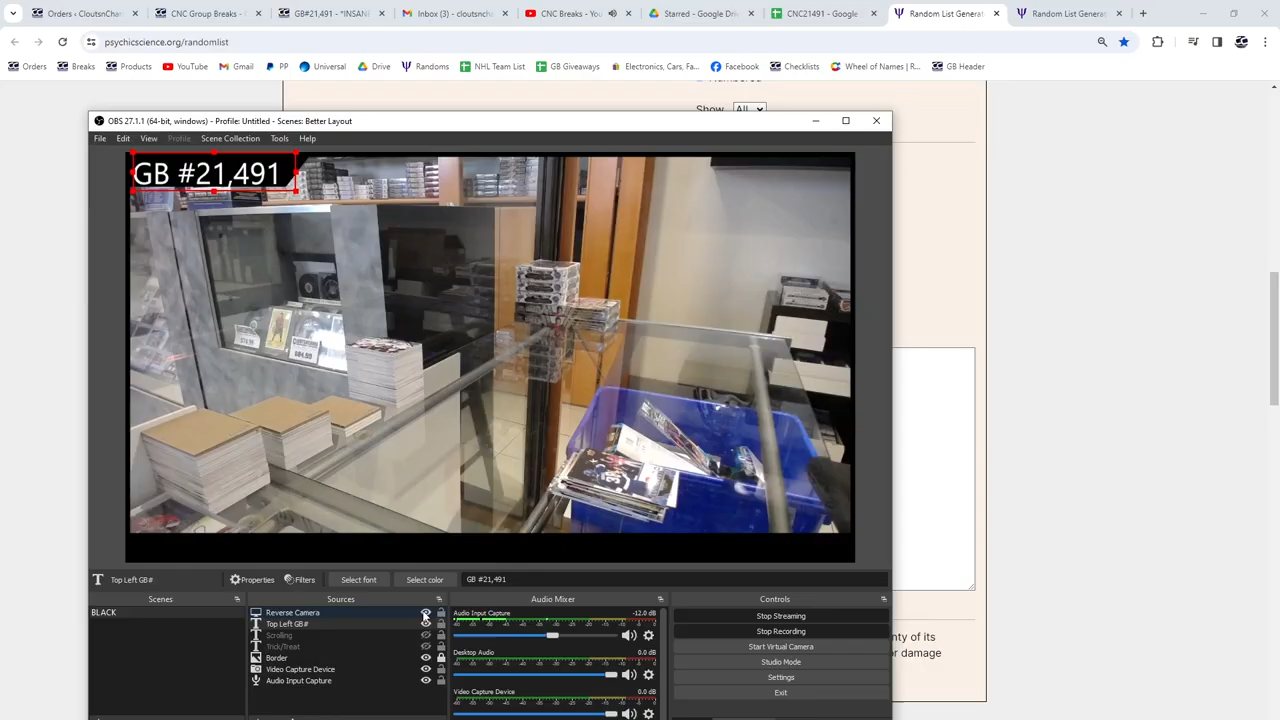 Orders · CloutsnChara
CNC Group Breaks - D
GB#21,491 - *INSANE
Inbox (3) - cloutsnchar
CNC Breaks - You
Starred - Google Driv
CNC21491 - Google
Random List Generat
Random List Generat
psychicscience.org/randomlist
Orders
Breaks
Products
YouTube
Gmail
PP
Universal
Drive
Randoms
NHL Team List
GB Giveaways
Electronics, Cars, Fa...
Facebook
Checklists
Wheel of Names | R...
GB Header
Numbered
Show
All
OBS 27.1.1 (64-bit, windows) - Profile: Untitled - Scenes: Better Layout
File Edit View Profile Scene Collection Tools Help
GB #21,491
$84.99
Top Left GB#
Properties
Filters
Select font
Select color
GB #21,491
Scenes
BLACK
Sources
Reverse Camera
Top Left GB#
Scrolling
Trick/Treat
Border
Video Capture Device
Audio Input Capture
Audio Mixer
Audio Input Capture
-12.0 dB
Desktop Audio
0.0 dB
Video Capture Device
0.0 dB
Controls
Stop Streaming
Stop Recording
Start Virtual Camera
Studio Mode
Settings
Exit
nty of its
or damage